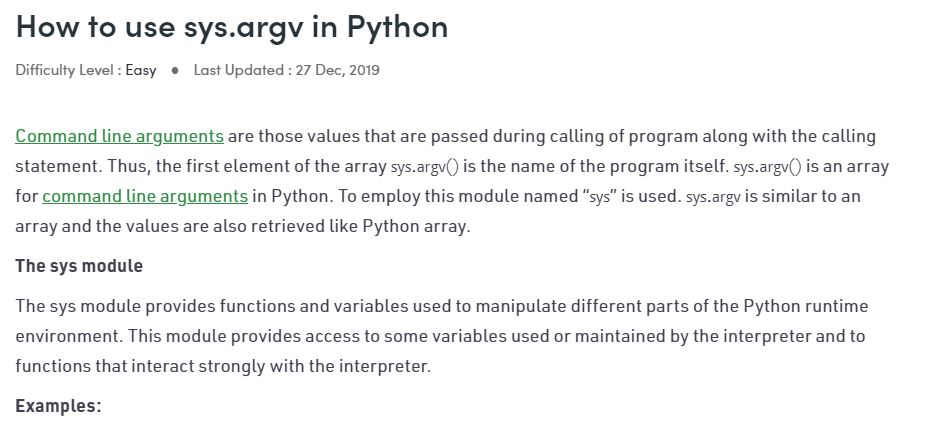 How to use sys.argv in Python
Difficulty Level : Easy ● Last Updated : 27 Dec, 2019
Command line arguments are those values that are passed during calling of program along with the calling
statement. Thus, the first element of the array sys.argv() is the name of the program itself. sys.argv() is an array
for command line arguments in Python. To employ this module named “sys” is used. sys.argv is similar to an
array and the values are also retrieved like Python array.
The sys module
The sys module provides functions and variables used to manipulate different parts of the Python runtime
environment. This module provides access to some variables used or maintained by the interpreter and to
functions that interact strongly with the interpreter.
Examples: